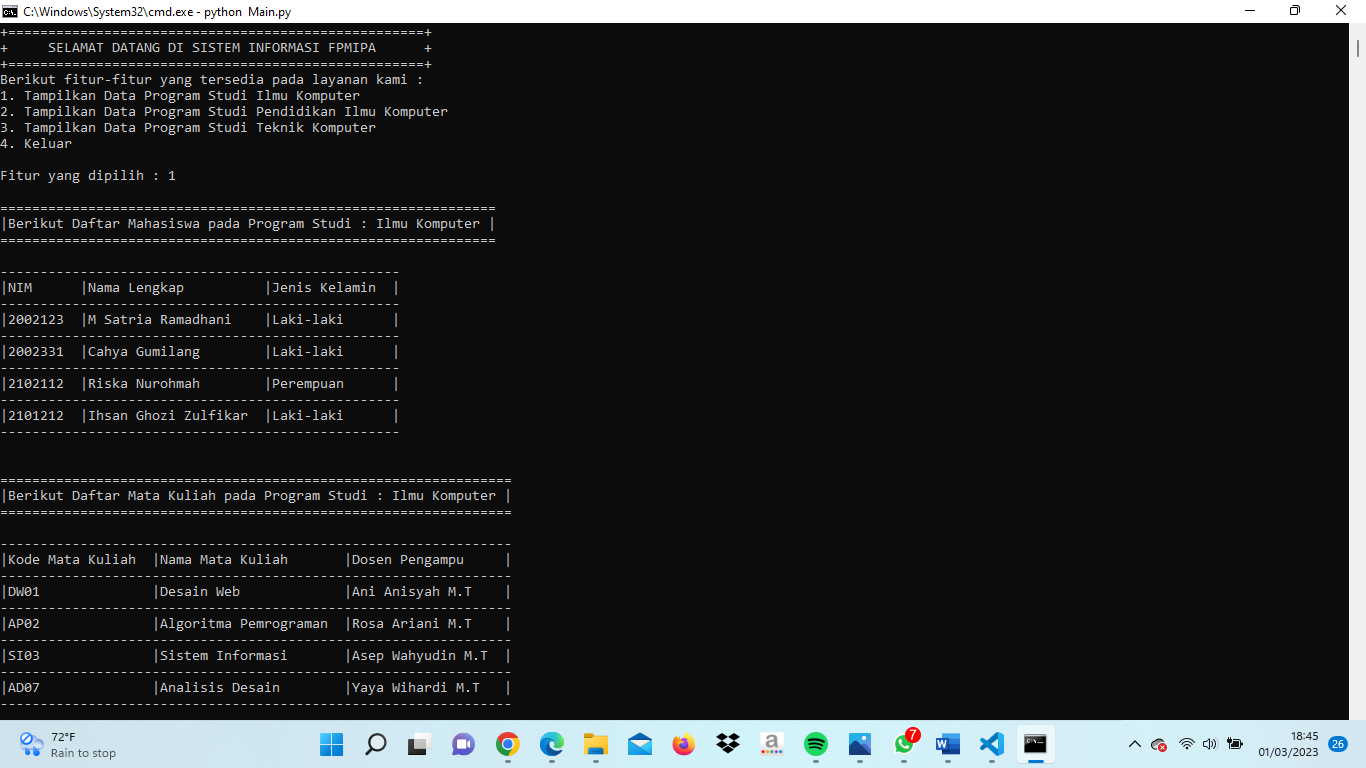 C:\Windows\System32\cmd.exe - python  Main.py
+====================================================+
+     SELAMAT DATANG DI SISTEM INFORMASI FPMIPA      +
+====================================================+
Berikut fitur-fitur yang tersedia pada layanan kami :
1. Tampilkan Data Program Studi Ilmu Komputer
2. Tampilkan Data Program Studi Pendidikan Ilmu Komputer
3. Tampilkan Data Program Studi Teknik Komputer
4. Keluar
Fitur yang dipilih : 1
==============================================================
|Berikut Daftar Mahasiswa pada Program Studi : Ilmu Komputer |
==============================================================
--------------------------------------------------
|NIM      |Nama Lengkap          |Jenis Kelamin  |
--------------------------------------------------
|2002123  |M Satria Ramadhani    |Laki-laki      |
--------------------------------------------------
|2002331  |Cahya Gumilang        |Laki-laki      |
--------------------------------------------------
|2102112  |Riska Nurohmah        |Perempuan      |
--------------------------------------------------
|2101212  |Ihsan Ghozi Zulfikar  |Laki-laki      |
--------------------------------------------------
================================================================
|Berikut Daftar Mata Kuliah pada Program Studi : Ilmu Komputer |
================================================================
----------------------------------------------------------------
|Kode Mata Kuliah  |Nama Mata Kuliah       |Dosen Pengampu     |
----------------------------------------------------------------
|DW01              |Desain Web             |Ani Anisyah M.T    |
----------------------------------------------------------------
|AP02              |Algoritma Pemrograman  |Rosa Ariani M.T    |
----------------------------------------------------------------
|SI03              |Sistem Informasi       |Asep Wahyudin M.T  |
----------------------------------------------------------------
|AD07              |Analisis Desain        |Yaya Wihardi M.T   |
----------------------------------------------------------------
72°F
Rain to stop
7
18:45
01/03/2023
26